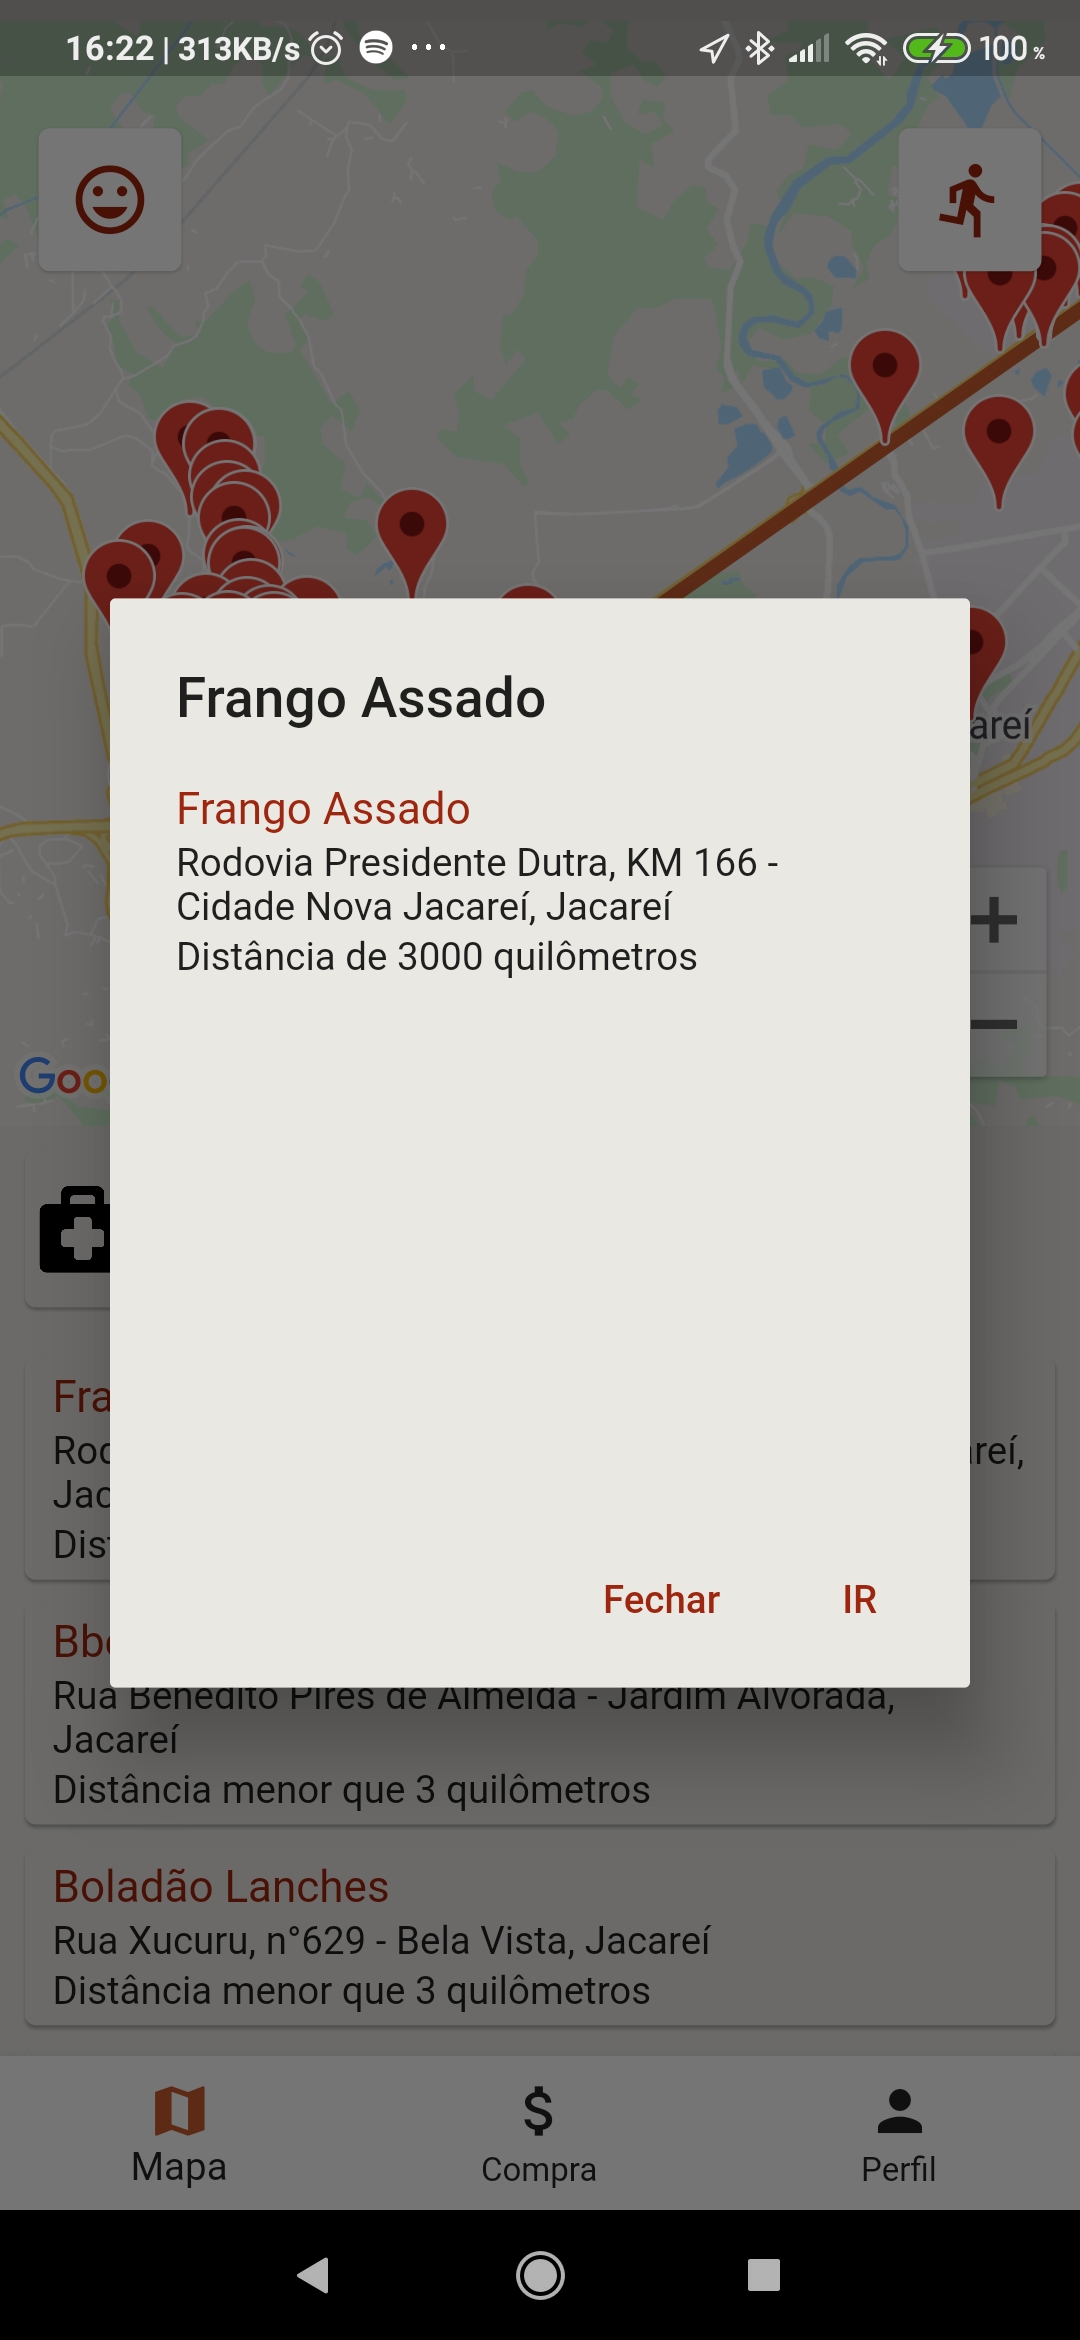 16:22 | 313KB/s
100 %
areí
Frango Assado
Frango Assado
Rodovia Presidente Dutra, KM 166 -
Cidade Nova Jacareí, Jacareí
Distância de 3000 quilômetros
Goo
Fra
Roc
reí,
Jac
Dis
Fechar
IR
Bb
Rua Benedito Pires de Almeida - Jardim Alvorada,
Jacareí
Distância menor que 3 quilômetros
Boladão Lanches
Rua Xucuru, n°629 - Bela Vista, Jacareí
Distância menor que 3 quilômetros
Mapa
Compra
Perfil